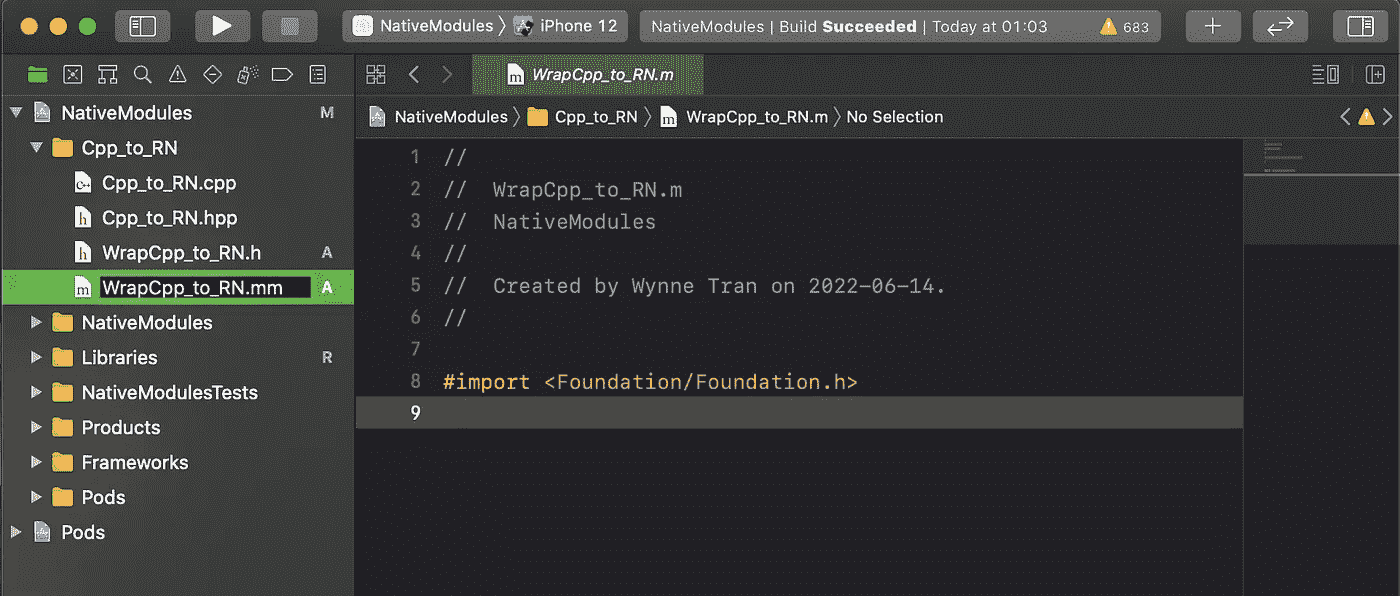 NativeModules 〉 iPhone 12
NativeModules | Build Succeeded | Today at 01:03
683
WrapCpp_to_RN.m
NativeModules M
Cpp_to_RN
Cpp_to_RN.cpp
Cpp_to_RN.hpp
WrapCpp_to_RN.h A
WrapCpp_to_RN.mm A
NativeModules
Libraries R
NativeModulesTests
Products
Frameworks
Pods
Pods
NativeModules 〉 Cpp_to_RN 〉 WrapCpp_to_RN.m 〉 No Selection
1 //
2 //  WrapCpp_to_RN.m
3 //  NativeModules
4 //
5 //  Created by Wynne Tran on 2022-06-14.
6 //
7
8 #import <Foundation/Foundation.h>
9